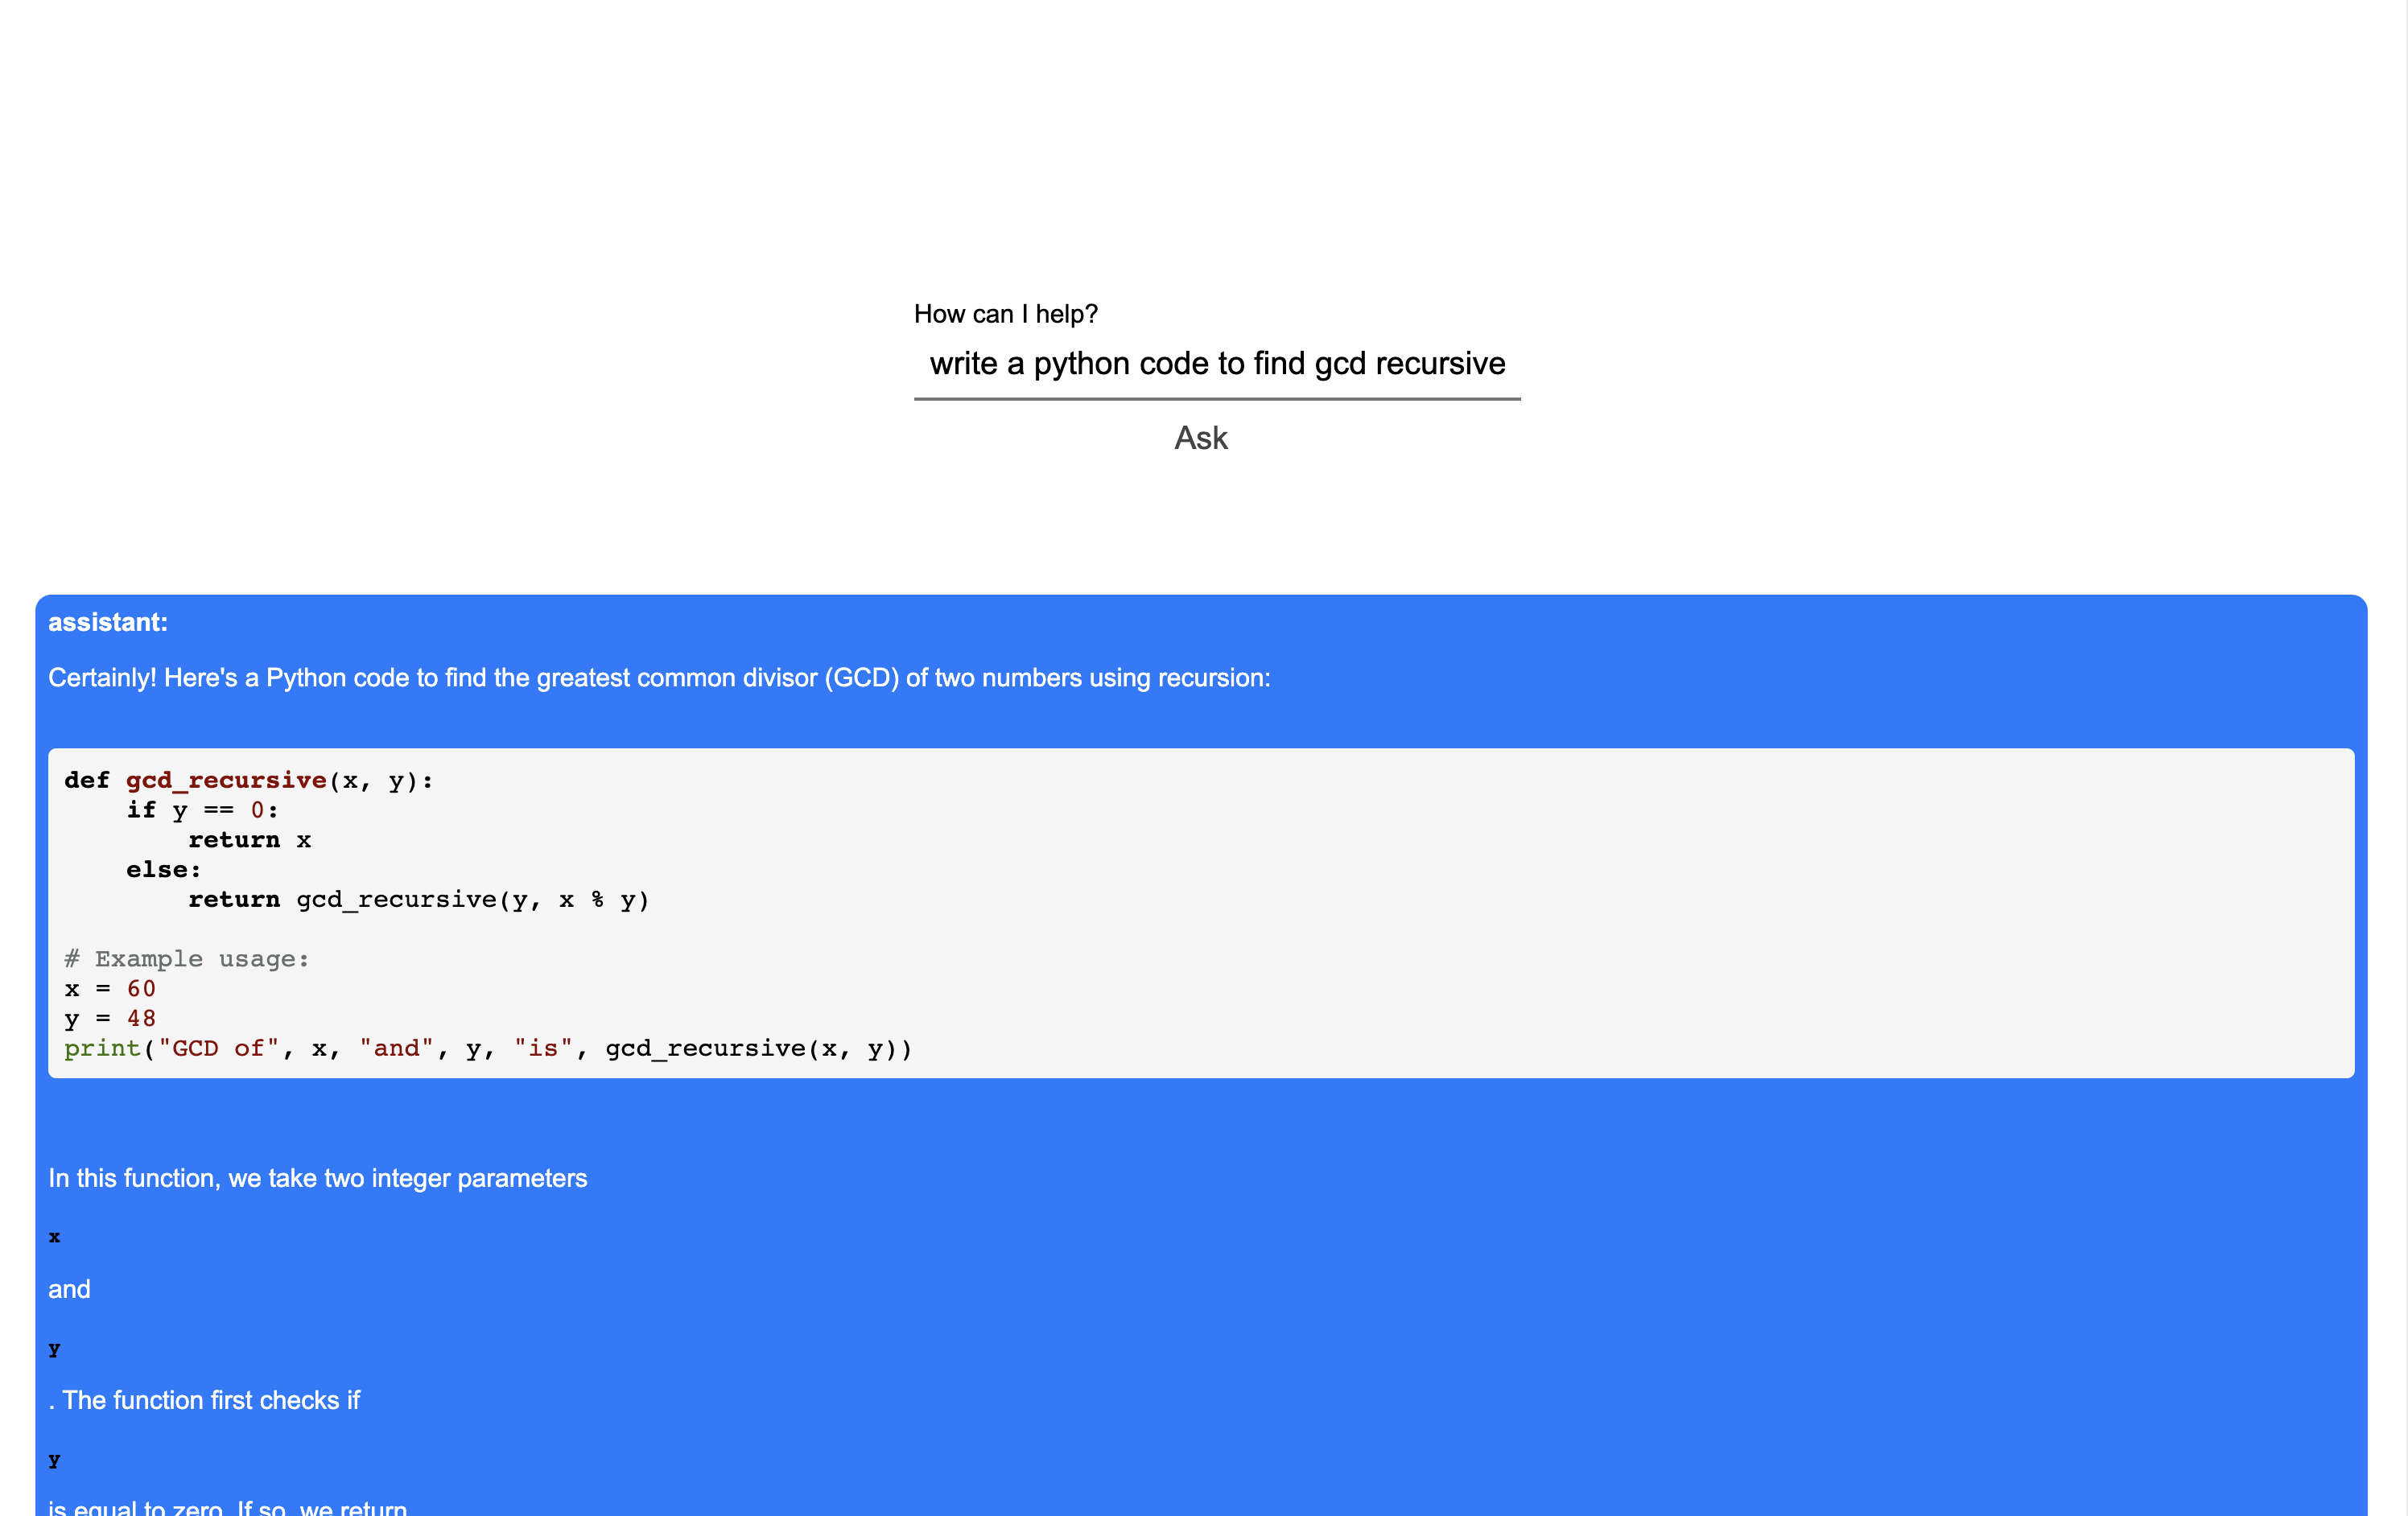 How can I help?
write a python code to find gcd recursive
Ask
assistant:
Certainly! Here's a Python code to find the greatest common divisor (GCD) of two numbers using recursion:
def gcd_recursive(x, y):
    if y == 0:
        return x
    else:
        return gcd_recursive(y, x % y)
# Example usage:
x = 60
y = 48
print("GCD of", x, "and", y, "is", gcd_recursive(x, y))
In this function, we take two integer parameters
x
and
y
. The function first checks if
y
is equal to zero. If so, we return